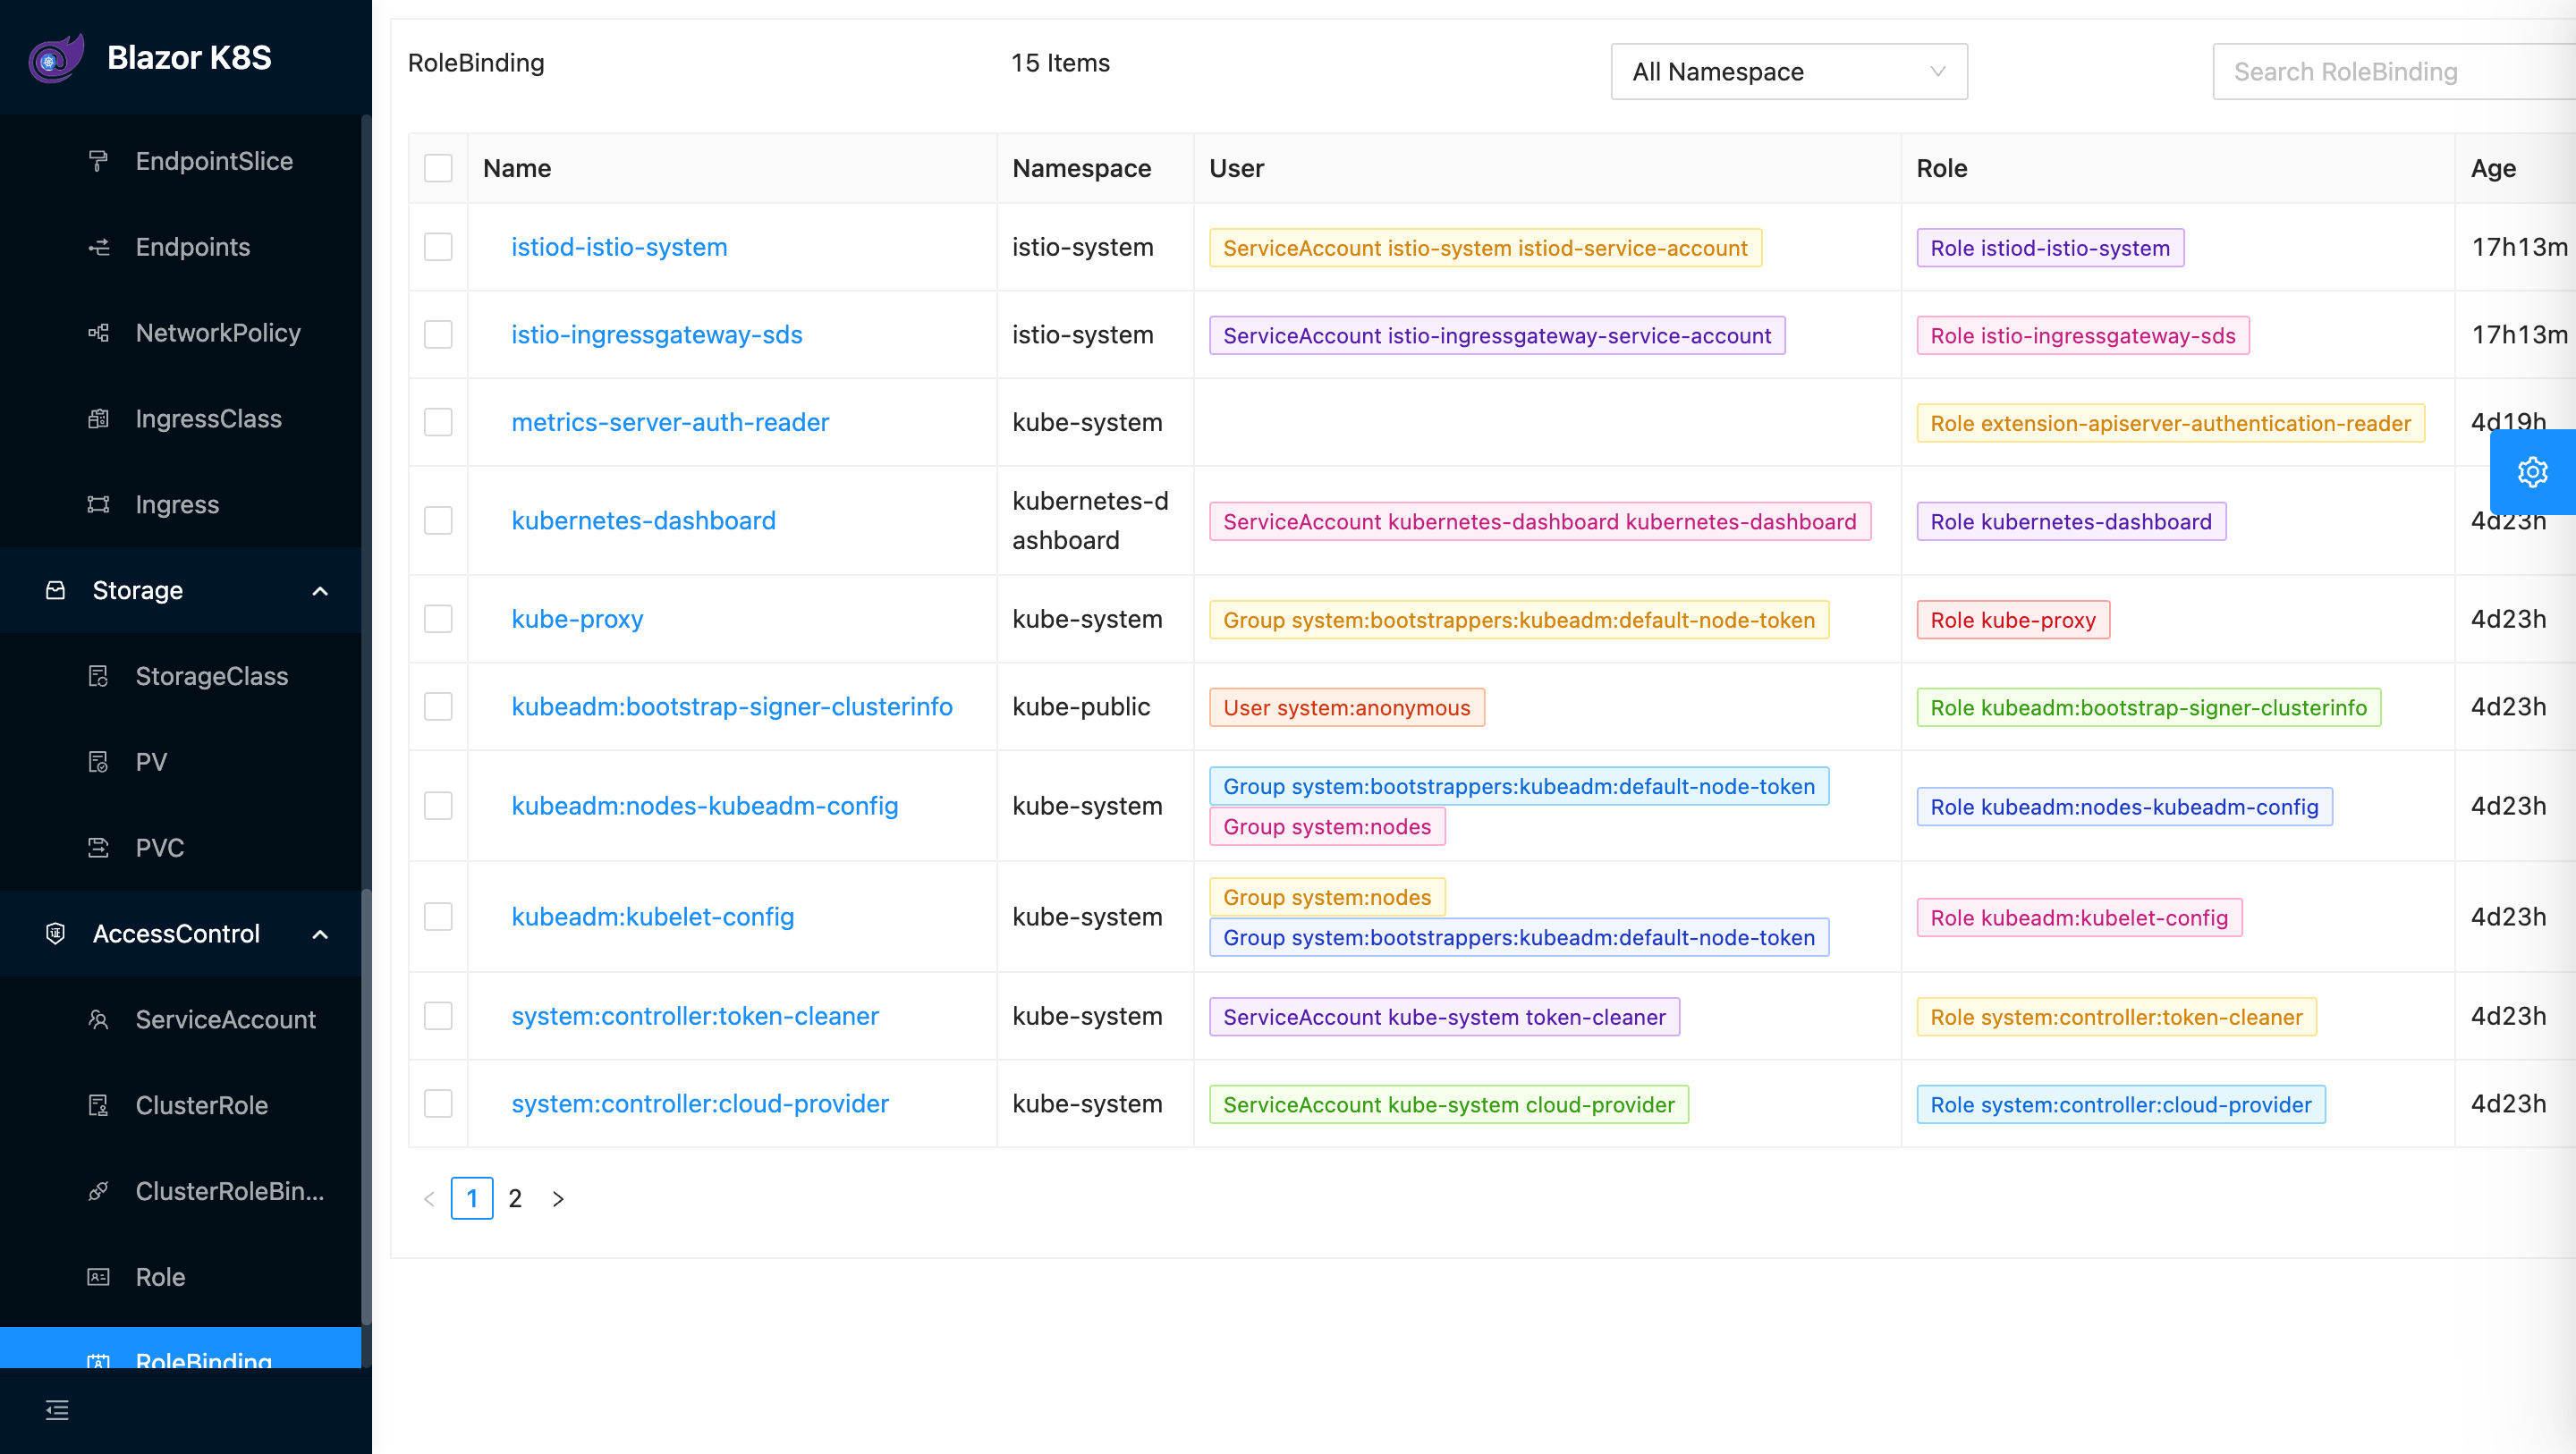 Blazor K8S
EndpointSlice
Endpoints
NetworkPolicy
IngressClass
Ingress
Storage
StorageClass
PV
PVC
AccessControl
ServiceAccount
ClusterRole
ClusterRoleBin...
Role
RoleBinding
RoleBinding
15 Items
All Namespace
Search RoleBinding
Name Namespace User Role Age
istiod-istio-system istio-system ServiceAccount istio-system istiod-service-account Role istiod-istio-system 17h13m
istio-ingressgateway-sds istio-system ServiceAccount istio-ingressgateway-service-account Role istio-ingressgateway-sds 17h13m
metrics-server-auth-reader kube-system Role extension-apiserver-authentication-reader 4d19h
kubernetes-dashboard kubernetes-d
ashboard ServiceAccount kubernetes-dashboard kubernetes-dashboard Role kubernetes-dashboard 4d23h
kube-proxy kube-system Group system:bootstrappers:kubeadm:default-node-token Role kube-proxy 4d23h
kubeadm:bootstrap-signer-clusterinfo kube-public User system:anonymous Role kubeadm:bootstrap-signer-clusterinfo 4d23h
kubeadm:nodes-kubeadm-config kube-system Group system:bootstrappers:kubeadm:default-node-token
Group system:nodes Role kubeadm:nodes-kubeadm-config 4d23h
kubeadm:kubelet-config kube-system Group system:nodes
Group system:bootstrappers:kubeadm:default-node-token Role kubeadm:kubelet-config 4d23h
system:controller:token-cleaner kube-system ServiceAccount kube-system token-cleaner Role system:controller:token-cleaner 4d23h
system:controller:cloud-provider kube-system ServiceAccount kube-system cloud-provider Role system:controller:cloud-provider 4d23h
< 1 2 >